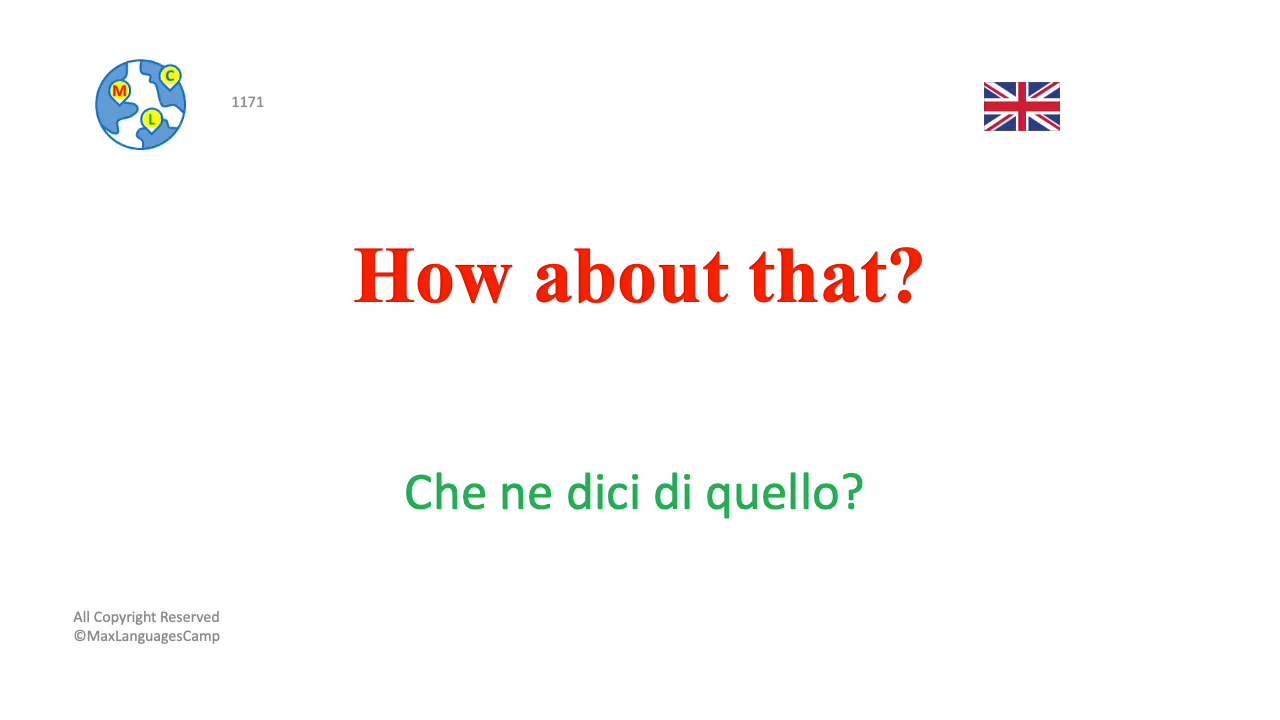 M
C
L
1171
How about that?
Che ne dici di quello?
All Copyright Reserved
©MaxLanguagesCamp